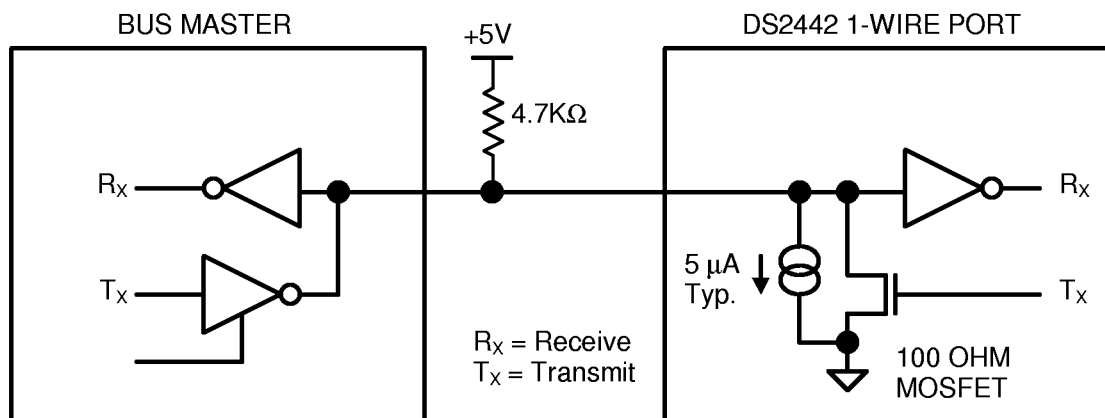 BUS MASTER
DS2442 1-WIRE PORT
+5V
4.7KΩ
RX
RX
5 µA
Typ.
TX
TX
RX = Receive
TX = Transmit
100 OHM
MOSFET